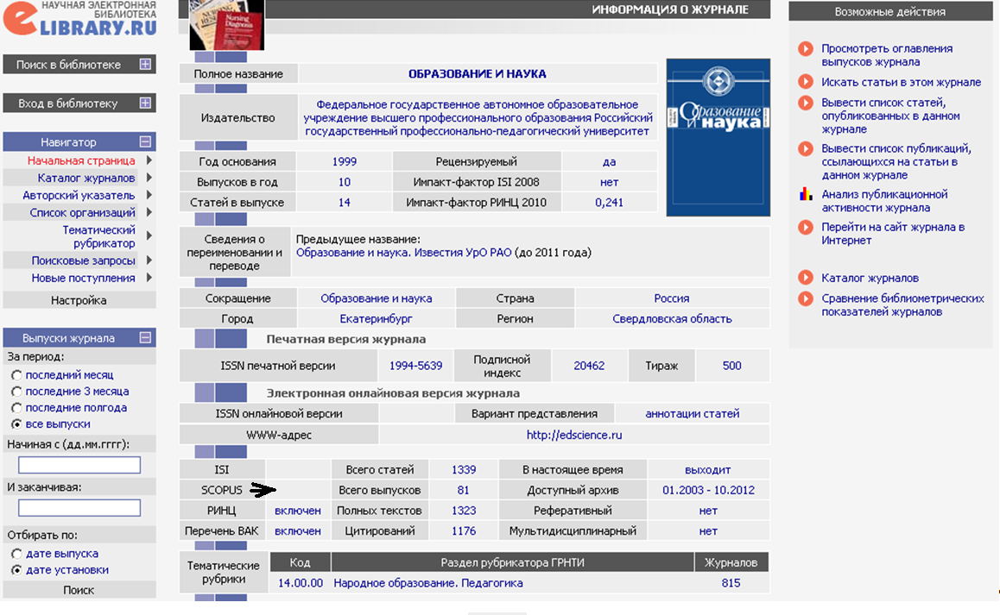 НАУЧНАЯ ЭЛЕКТРОННАЯ
БИБЛИОТЕКА
eLIBRARY.RU
Поиск в библиотеке
Вход в библиотеку
Навигатор
Начальная страница
Каталог журналов
Авторский указатель
Список организаций
Тематический
рубрикатор
Поисковые запросы
Новые поступления
Настройка
Выпуски журнала
За период:
последний месяц
последние 3 месяца
последние полгода
все выпуски
Начиная с (дд.мм.гггг):
И заканчивая:
Отбирать по:
дате выпуска
дате установки
Поиск
Nursing
Diagnosis
ИНФОРМАЦИЯ О ЖУРНАЛЕ
Полное название ОБРАЗОВАНИЕ И НАУКА
Издательство
Федеральное государственное автономное образовательное
учреждение высшего профессионального образования Российский
государственный профессионально-педагогический университет
Образование
и наука
Год основания 1999 Рецензируемый да
Выпусков в год 10 Импакт-фактор ISI 2008 нет
Статей в выпуске 14 Импакт-фактор РИНЦ 2010 0,241
Сведения о
переименовании и
переводе
Предыдущее название:
Образование и наука. Известия УрО РАО (до 2011 года)
Сокращение Образование и наука Страна Россия
Город Екатеринбург Регион Свердловская область
Печатная версия журнала
ISSN печатной версии 1994-5639 Подписной
индекс 20462 Тираж 500
Электронная онлайновая версия журнала
ISSN онлайновой версии Вариант представления аннотации статей
WWW-адрес http://edscience.ru
ISI Всего статей 1339 В настоящее время выходит
SCOPUS Всего выпусков 81 Доступный архив 01.2003 - 10.2012
РИНЦ включен Полных текстов 1323 Реферативный нет
Перечень ВАК включен Цитирований 1176 Мультидисциплинарный нет
Тематические
рубрики
Код Раздел рубрикатора ГРНТИ Журналов
14.00.00 Народное образование. Педагогика 815
Возможные действия
Просмотреть оглавления
выпусков журнала
Искать статьи в этом журнале
Вывести список статей,
опубликованных в данном
журнале
Вывести список публикаций,
ссылающихся на статьи в
данном журнале
Анализ публикационной
активности журнала
Перейти на сайт журнала в
Интернет
Каталог журналов
Сравнение библиометрических
показателей журналов